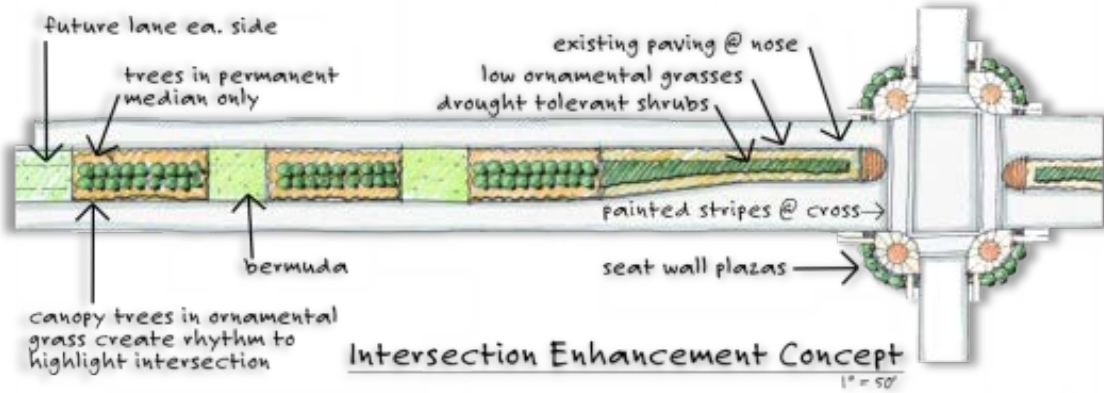 future lane ea. side
trees in permanent
median only
existing paving @ nose
low ornamental grasses
drought tolerant shrubs
painted stripes @ cross
bermuda
seat wall plazas
canopy trees in ornamental
grass create rhythm to
highlight intersection
Intersection Enhancement Concept
1" = 50'